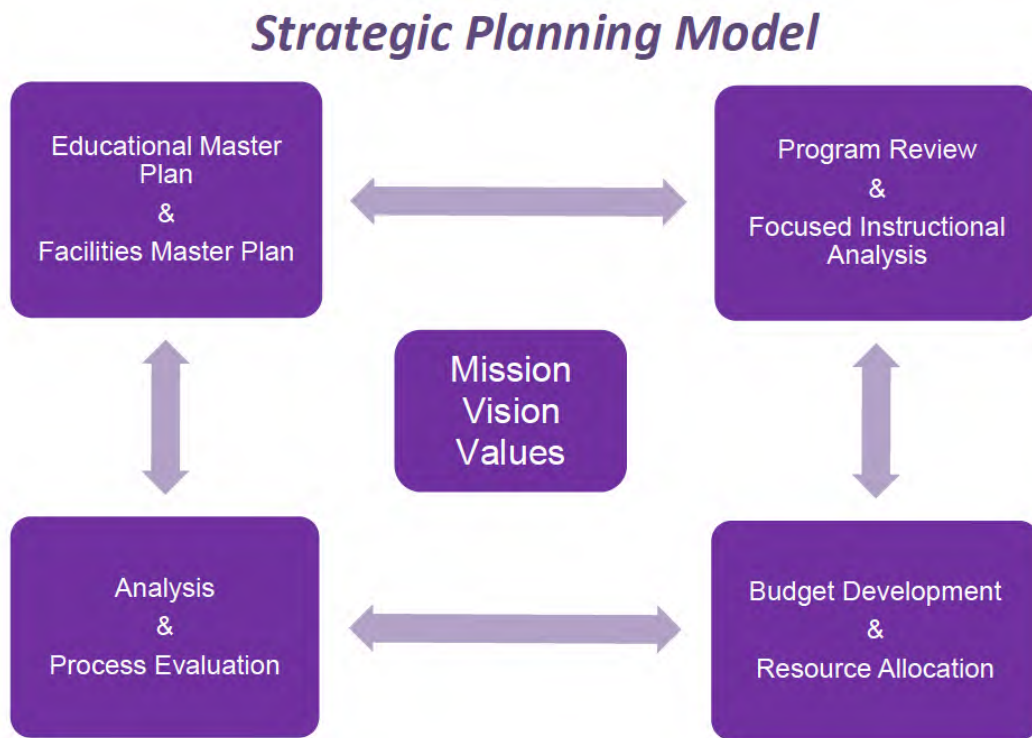 Strategic Planning Model
Educational Master
Plan
&
Facilities Master Plan
Program Review
&
Focused Instructional
Analysis
Mission
Vision
Values
Analysis
&
Process Evaluation
Budget Development
&
Resource Allocation